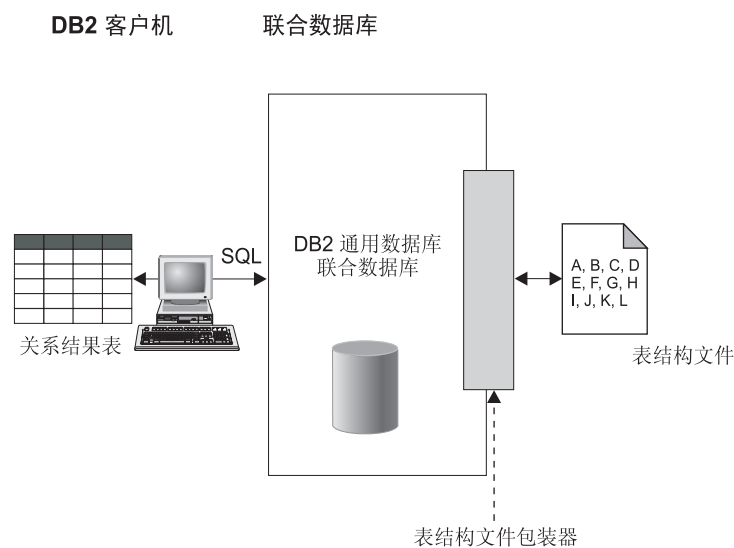 DB2 客户机
联合数据库
SQL
DB2 通用数据库
联合数据库
A, B, C, D
E, F, G, H
I, J, K, L
关系结果表
表结构文件
表结构文件包装器